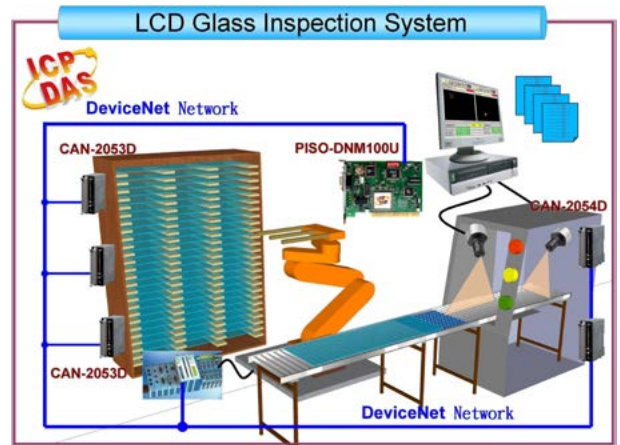 LCD Glass Inspection System
ICP
DAS
DeviceNet Network
CAN-2053D
PISO-DNM100U
CAN-2054D
CAN-2053D
DeviceNet Network